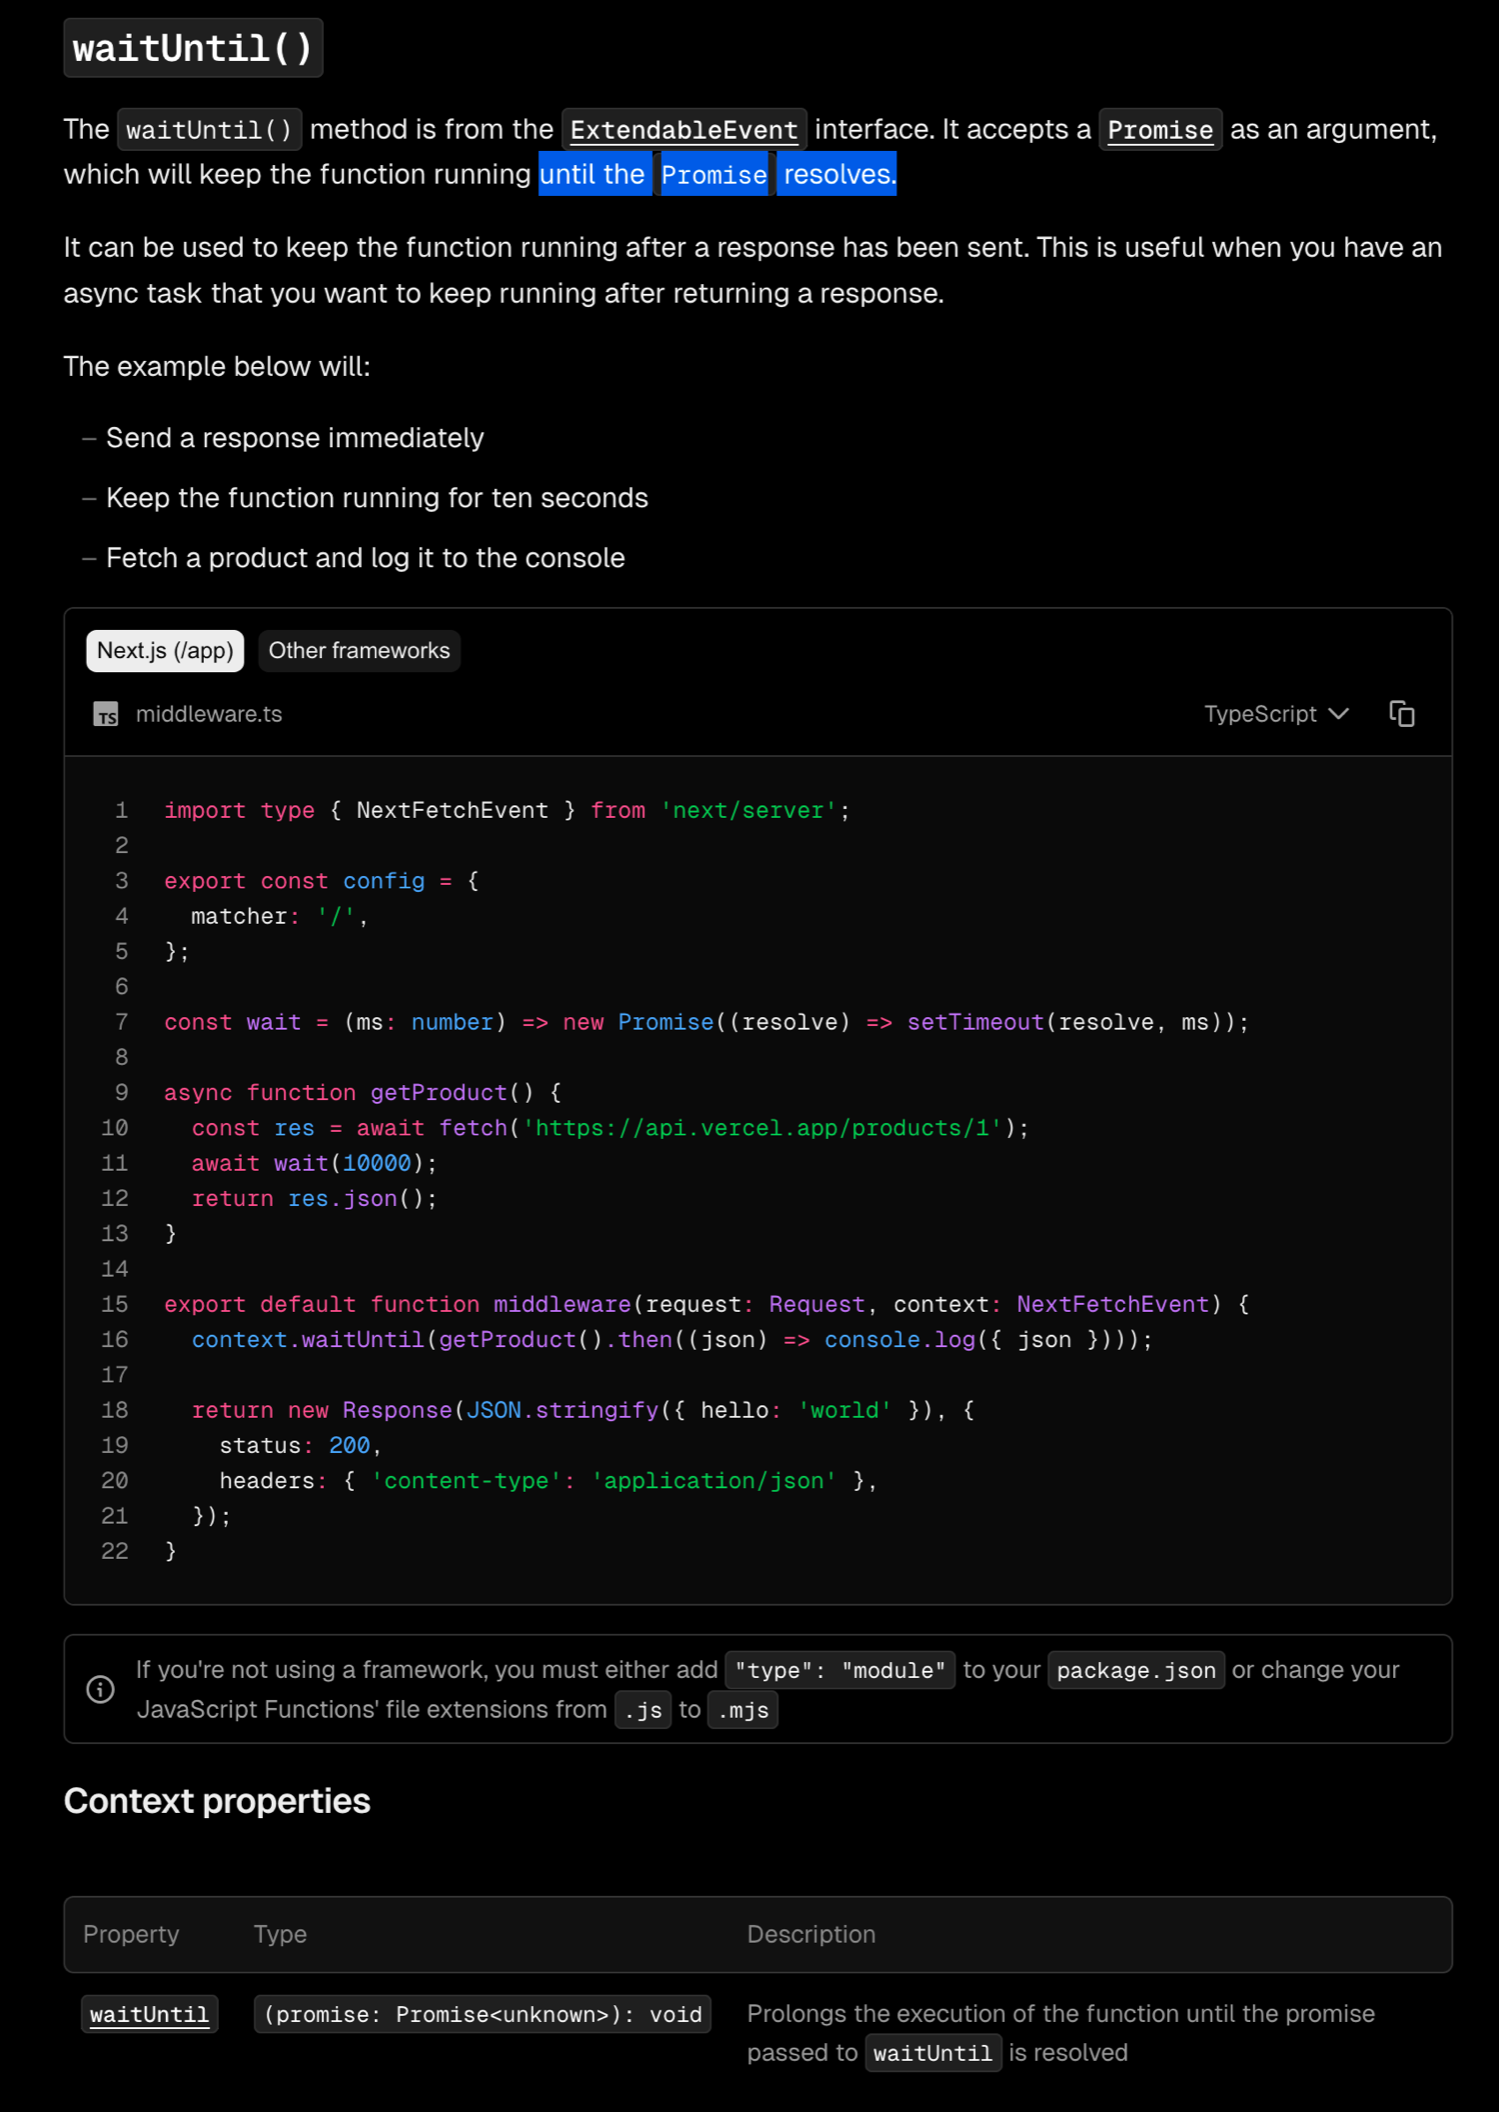 waitUntil()
The waitUntil() method is from the ExtendableEvent interface. It accepts a Promise as an argument,
which will keep the function running until the Promise resolves.
It can be used to keep the function running after a response has been sent. This is useful when you have an
async task that you want to keep running after returning a response.
The example below will:
– Send a response immediately
– Keep the function running for ten seconds
– Fetch a product and log it to the console
Next.js (/app) Other frameworks
TS middleware.ts TypeScript
1 import type { NextFetchEvent } from 'next/server';
2
3 export const config = {
4   matcher: '/',
5 };
6
7 const wait = (ms: number) => new Promise((resolve) => setTimeout(resolve, ms));
8
9 async function getProduct() {
10   const res = await fetch('https://api.vercel.app/products/1');
11   await wait(10000);
12   return res.json();
13 }
14
15 export default function middleware(request: Request, context: NextFetchEvent) {
16   context.waitUntil(getProduct().then((json) => console.log({ json })));
17
18   return new Response(JSON.stringify({ hello: 'world' }), {
19     status: 200,
20     headers: { 'content-type': 'application/json' },
21   });
22 }
If you're not using a framework, you must either add "type": "module" to your package.json or change your
JavaScript Functions' file extensions from .js to .mjs
Context properties
Property Type Description
waitUntil (promise: Promise<unknown>): void Prolongs the execution of the function until the promise
passed to waitUntil is resolved